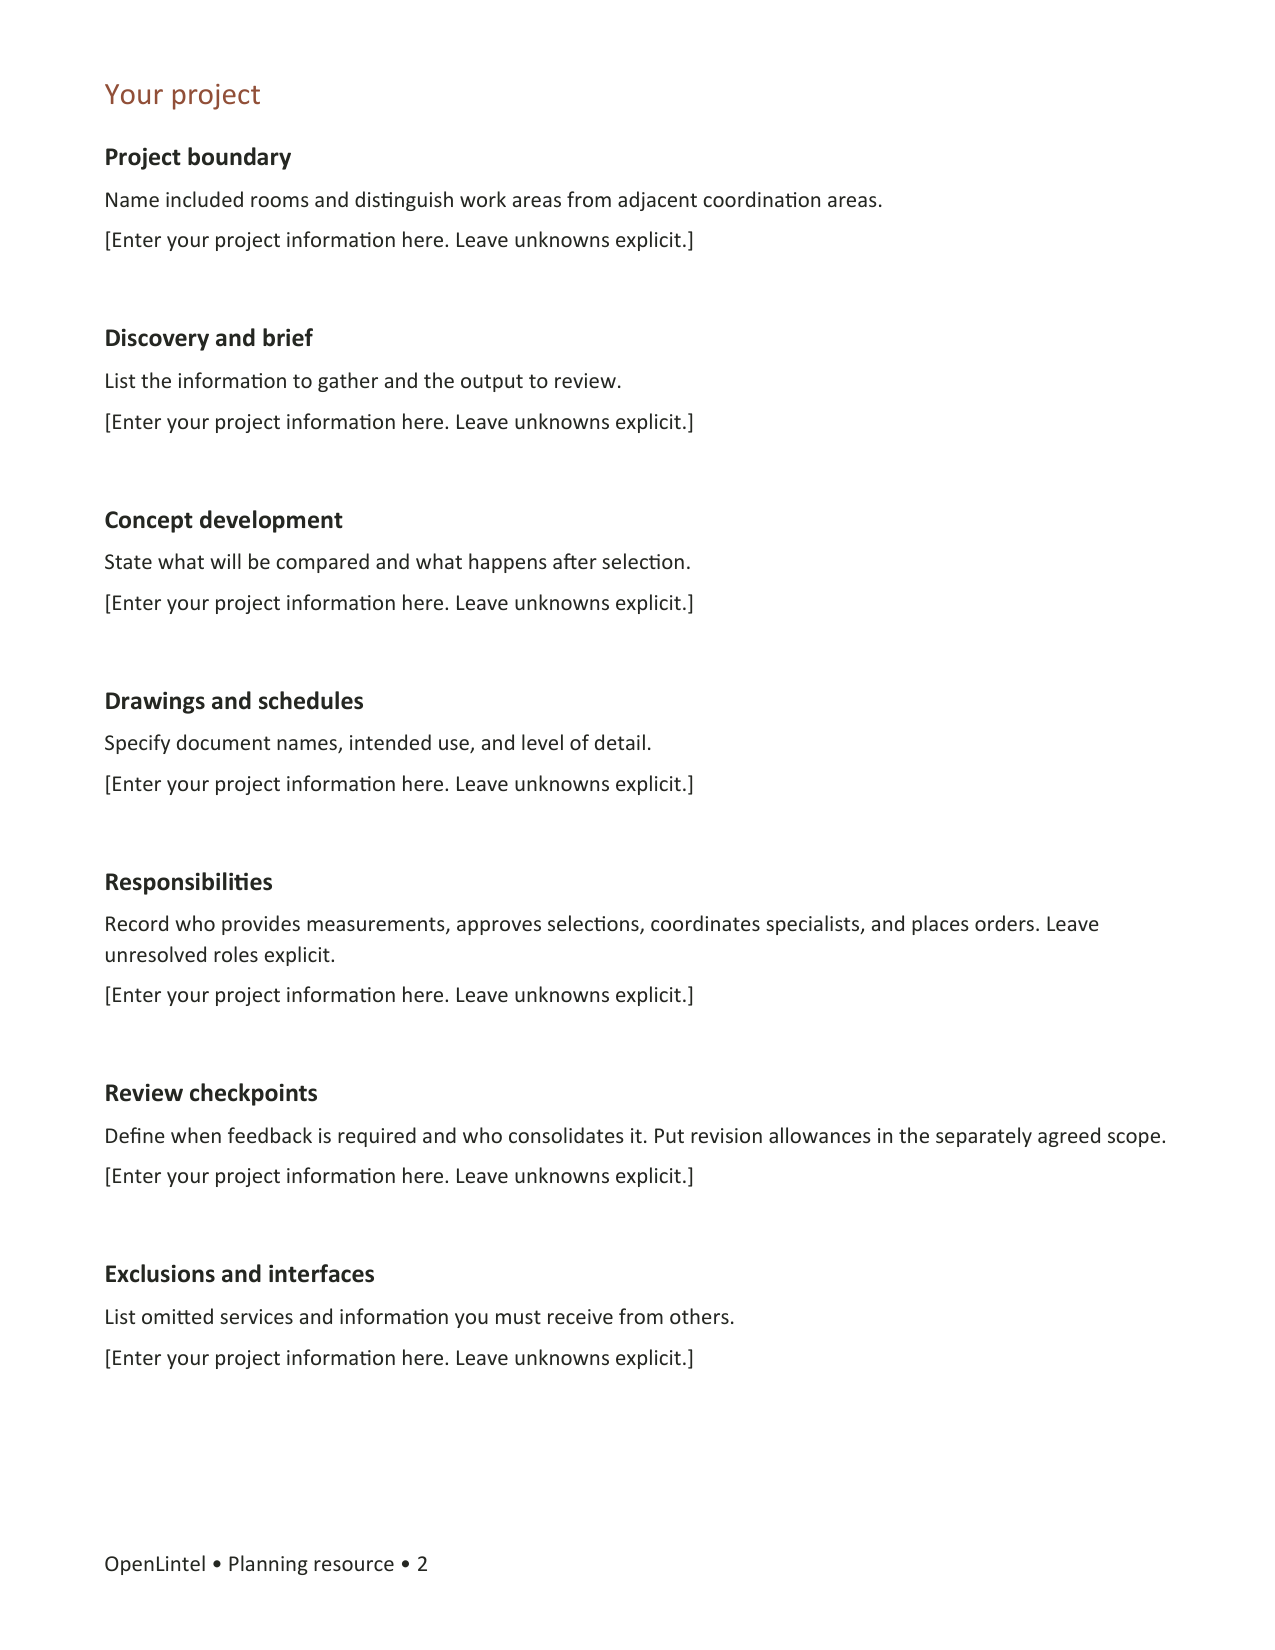 Your project
Project boundary
Name included rooms and distinguish work areas from adjacent coordination areas.
[Enter your project information here. Leave unknowns explicit.]
Discovery and brief
List the information to gather and the output to review.
[Enter your project information here. Leave unknowns explicit.]
Concept development
State what will be compared and what happens after selection.
[Enter your project information here. Leave unknowns explicit.]
Drawings and schedules
Specify document names, intended use, and level of detail.
[Enter your project information here. Leave unknowns explicit.]
Responsibilities
Record who provides measurements, approves selections, coordinates specialists, and places orders. Leave
unresolved roles explicit.
[Enter your project information here. Leave unknowns explicit.]
Review checkpoints
Define when feedback is required and who consolidates it. Put revision allowances in the separately agreed scope.
[Enter your project information here. Leave unknowns explicit.]
Exclusions and interfaces
List omitted services and information you must receive from others.
[Enter your project information here. Leave unknowns explicit.]
OpenLintel • Planning resource • 2